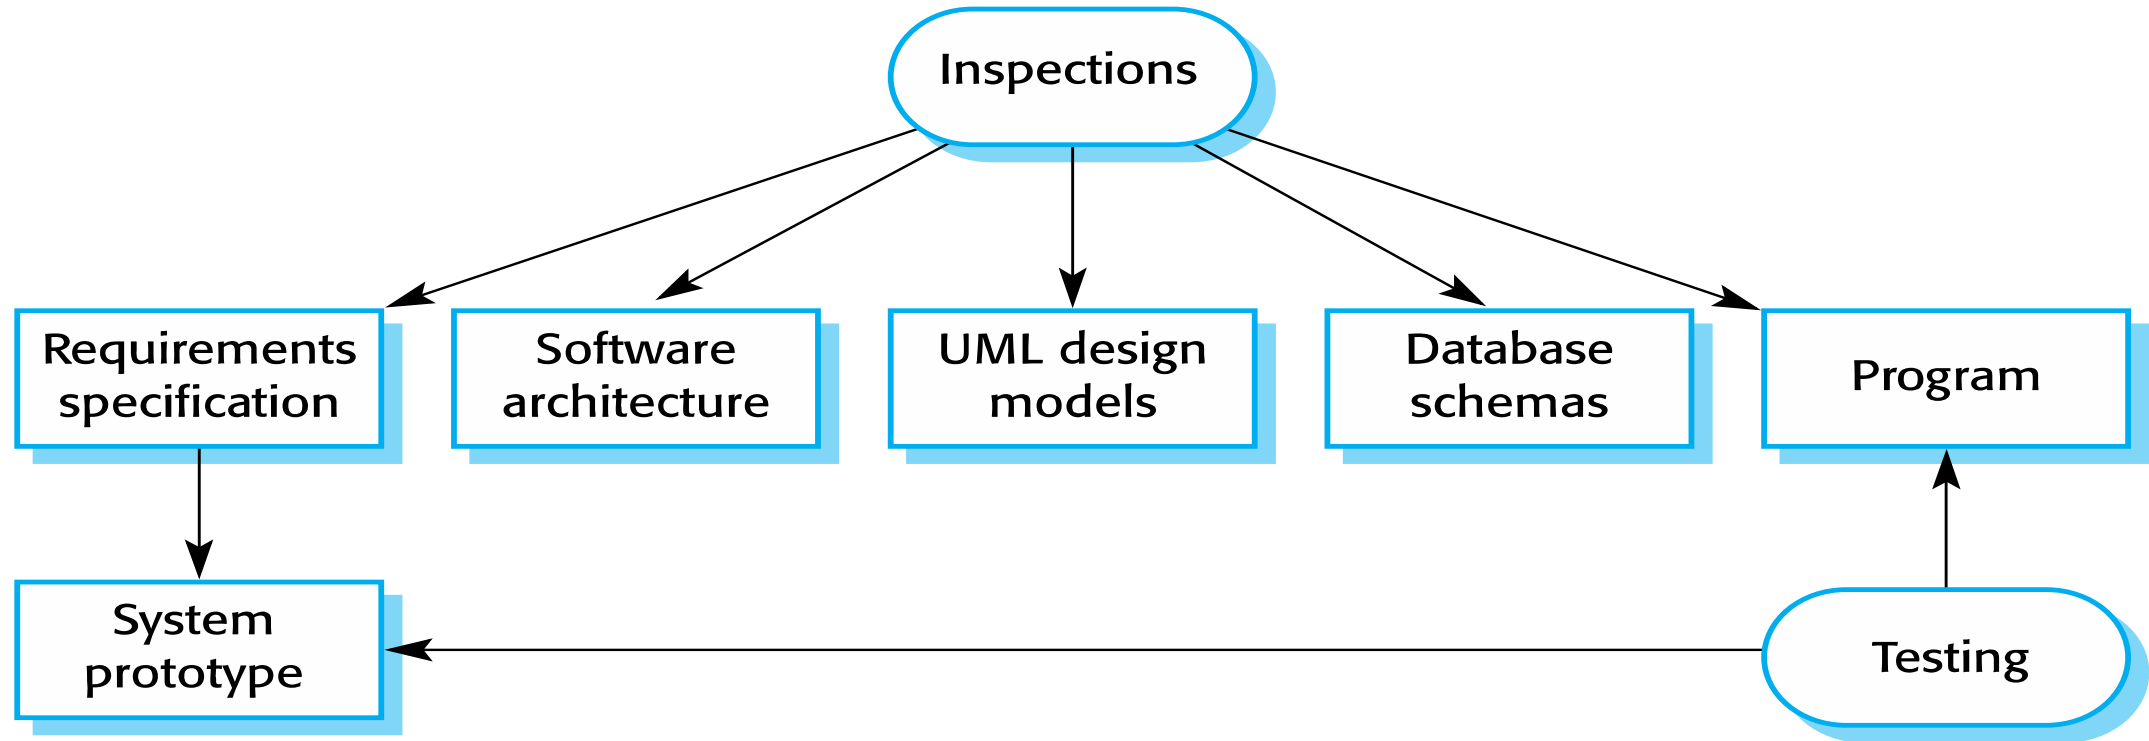 Inspections
Requirements
specification
Software
architecture
UML design
models
Database
schemas
Program
System
prototype
Testing